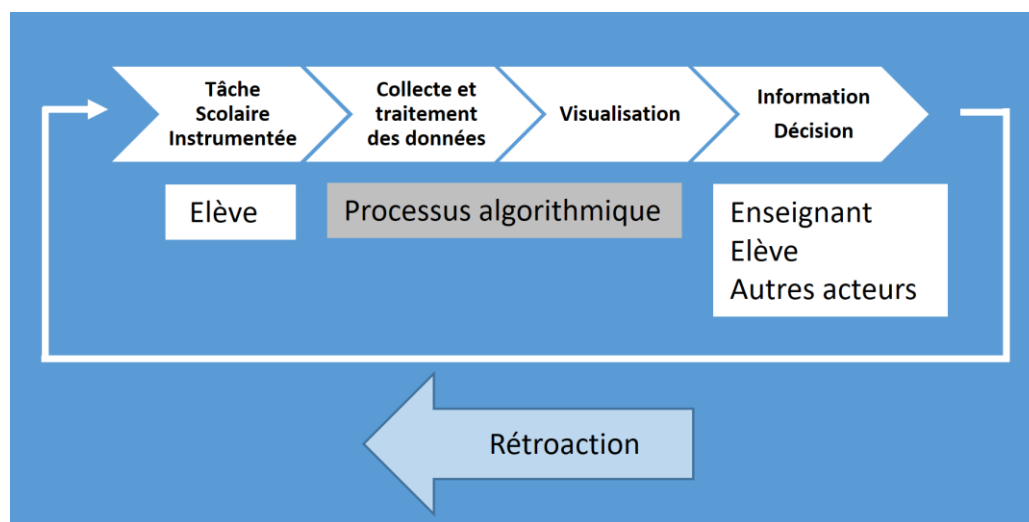 Tâche
Scolaire
Instrumentée
Collecte et
traitement
des données
Visualisation
Information
Décision
Elève
Processus algorithmique
Enseignant
Elève
Autres acteurs
Rétroaction